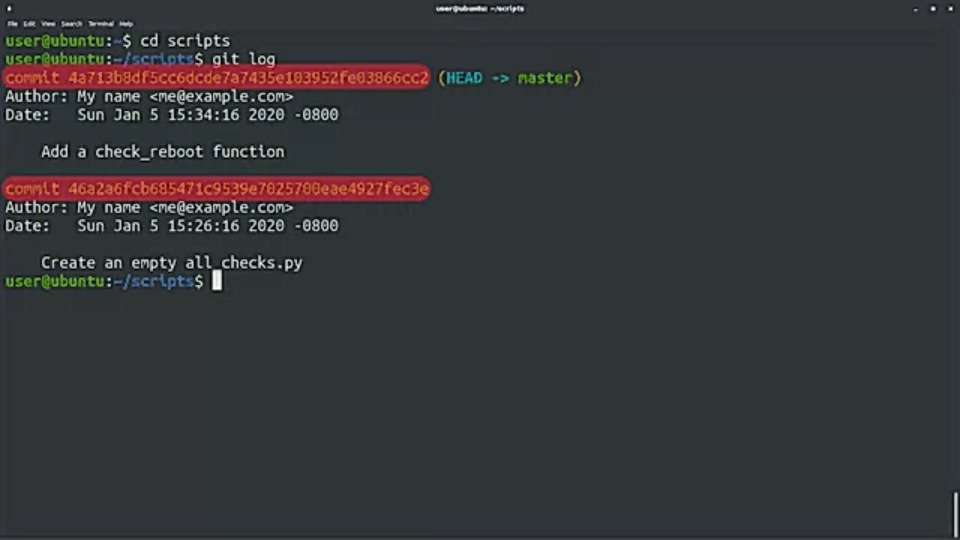 user@ubuntu: ~/scripts
File Edit View Search Terminal Help
user@ubuntu:~$ cd scripts
user@ubuntu:~/scripts$ git log
commit 4a713b8df5cc6dcde7a7435e103952fe03866cc2 (HEAD -> master)
Author: My name <me@example.com>
Date:   Sun Jan 5 15:34:16 2020 -0800
    Add a check_reboot function
commit 46a2a6fcb685471c9539e7025700eae4927fec3e
Author: My name <me@example.com>
Date:   Sun Jan 5 15:26:16 2020 -0800
    Create an empty all checks.py
user@ubuntu:~/scripts$